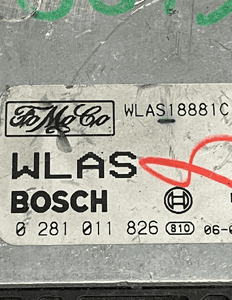 FoMoCo WLAS18881C
WLAS
BOSCH
0 281 011 826 810 06-0